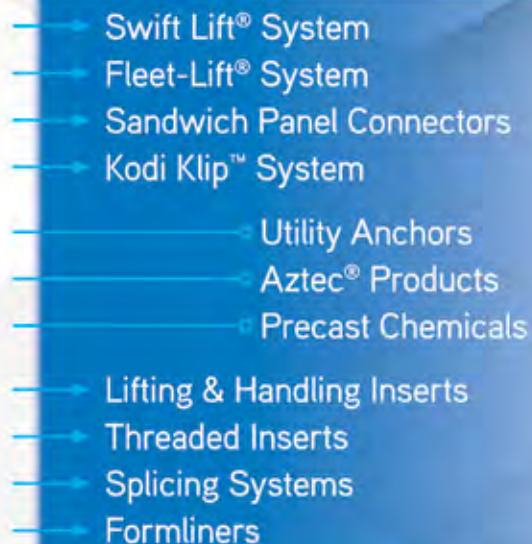 Swift Lift® System
Fleet-Lift® System
Sandwich Panel Connectors
Kodi Klip™ System
Utility Anchors
Aztec® Products
Precast Chemicals
Lifting & Handling Inserts
Threaded Inserts
Splicing Systems
Formliners